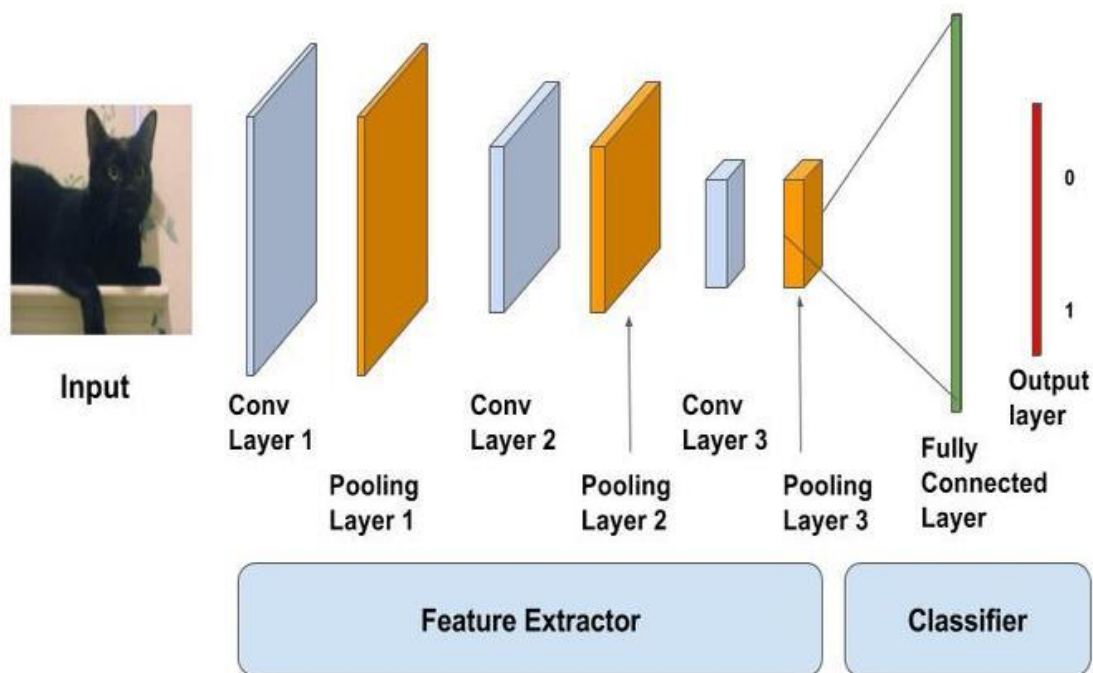 Input
Conv
Layer 1
Pooling
Layer 1
Conv
Layer 2
Pooling
Layer 2
Conv
Layer 3
Pooling
Layer 3
Fully
Connected
Layer
0
1
Output
layer
Feature Extractor
Classifier